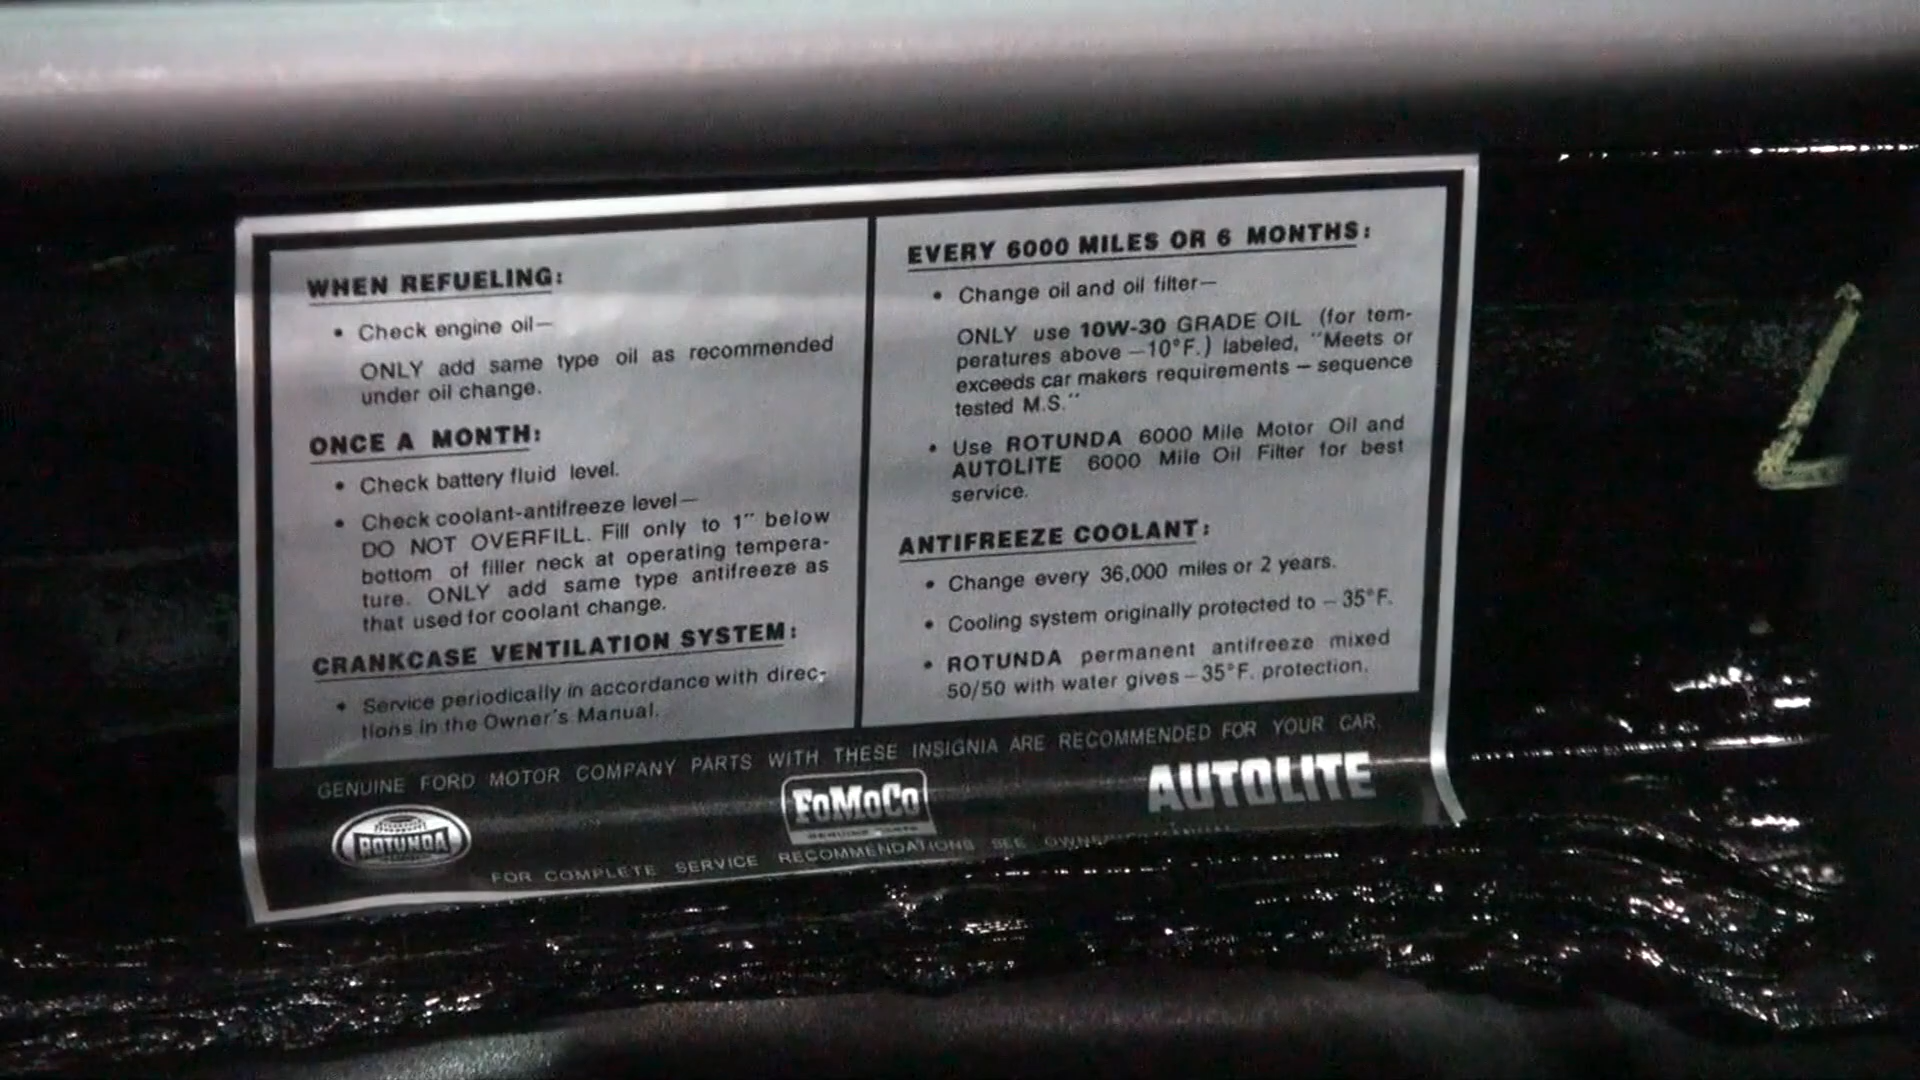 WHEN REFUELING:
• Check engine oil—
ONLY add same type oil as recommended
under oil change.
ONCE A MONTH:
• Check battery fluid level.
• Check coolant-antifreeze level—
DO NOT OVERFILL. Fill only to 1" below
bottom of filler neck at operating tempera-
ture. ONLY add same type antifreeze as
that used for coolant change.
CRANKCASE VENTILATION SYSTEM:
• Service periodically in accordance with direc-
tions in the Owner's Manual.
EVERY 6000 MILES OR 6 MONTHS:
• Change oil and oil filter—
ONLY use 10W-30 GRADE OIL (for tem-
peratures above —10°F.) labeled, "Meets or
exceeds car makers requirements — sequence
tested M.S."
• Use ROTUNDA 6000 Mile Motor Oil and
AUTOLITE 6000 Mile Oil Filter for best
service.
ANTIFREEZE COOLANT:
• Change every 36,000 miles or 2 years.
• Cooling system originally protected to — 35°F.
• ROTUNDA permanent antifreeze mixed
50/50 with water gives — 35°F. protection.
GENUINE FORD MOTOR COMPANY PARTS WITH THESE INSIGNIA ARE RECOMMENDED FOR YOUR CAR.
ROTUNDA
FoMoCo
AUTOLITE
FOR COMPLETE SERVICE RECOMMENDATIONS SEE